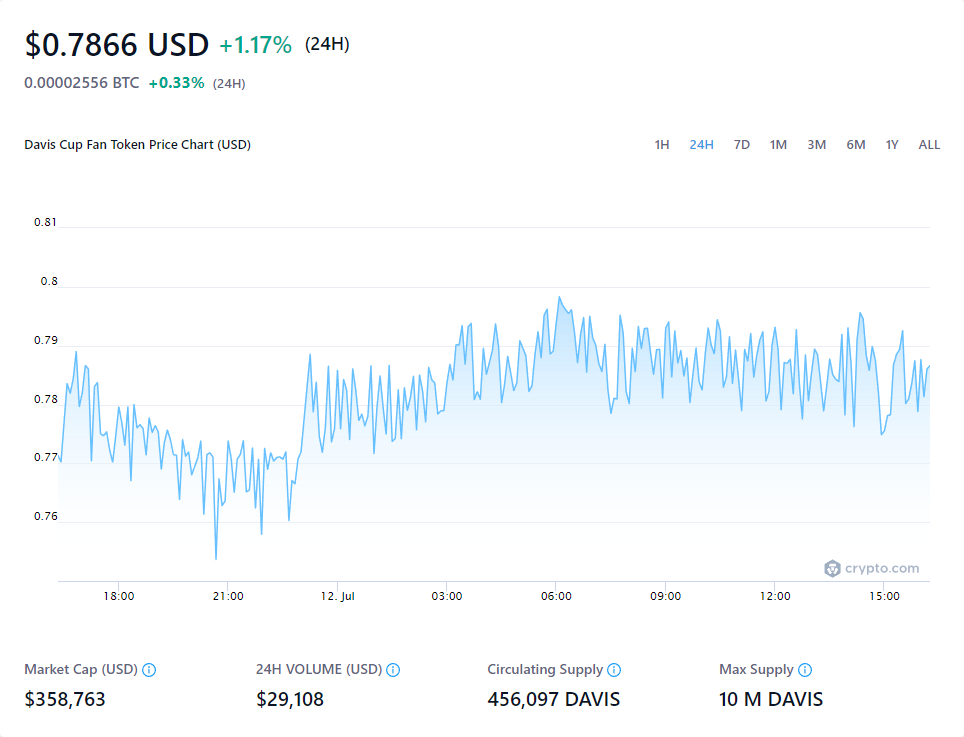 $0.7866 USD +1.17% (24H)
0.00002556 BTC +0.33% (24H)
Davis Cup Fan Token Price Chart (USD) 1H 24H 7D 1M 3M 6M 1Y ALL
0.81
0.8
0.79
0.78
0.77
0.76
crypto.com
18:00 21:00 12. Jul 03:00 06:00 09:00 12:00 15:00
Market Cap (USD) 24H VOLUME (USD) Circulating Supply Max Supply
$358,763 $29,108 456,097 DAVIS 10 M DAVIS